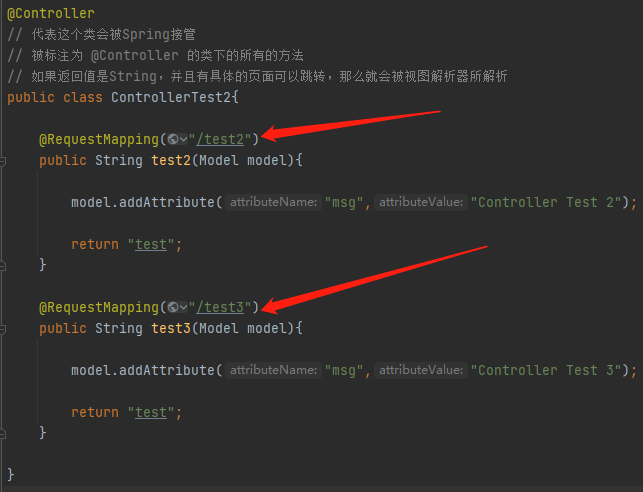 @Controller
// 代表这个类会被Spring接管
// 被标注为 @Controller 的类下的所有的方法
// 如果返回值是String，并且有具体的页面可以跳转，那么就会被视图解析器所解析
public class ControllerTest2{
@RequestMapping("/test2")
public String test2(Model model){
model.addAttribute( attributeName: "msg", attributeValue: "Controller Test 2");
return "test";
}
@RequestMapping("/test3")
public String test3(Model model){
model.addAttribute( attributeName: "msg", attributeValue: "Controller Test 3");
return "test";
}
}